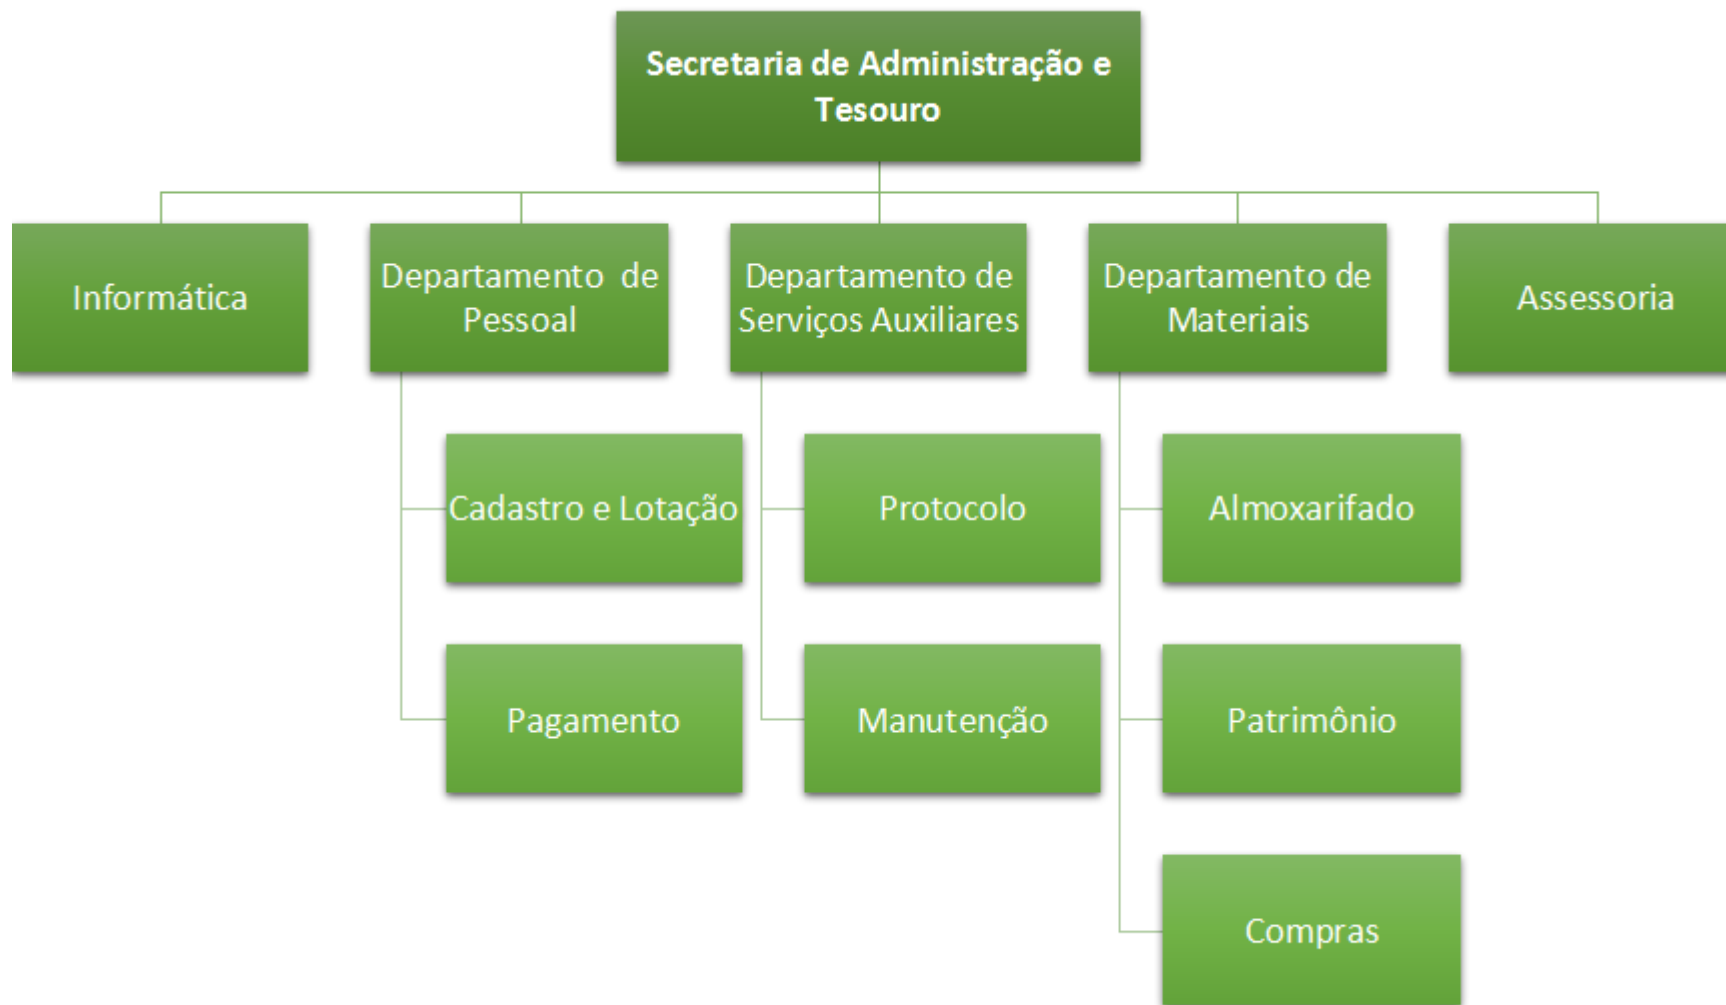 Secretaria de Administração e
Tesouro
Informática
Departamento  de
Pessoal
Departamento de
Serviços Auxiliares
Departamento de
Materiais
Assessoria
Cadastro e Lotação
Protocolo
Almoxarifado
Pagamento
Manutenção
Patrimônio
Compras